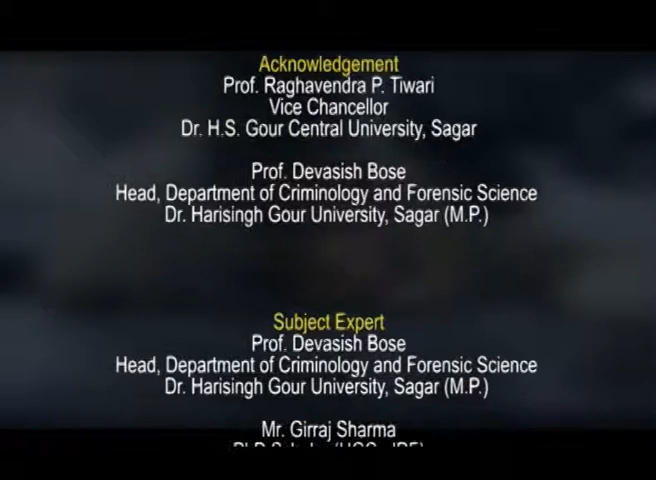 Acknowledgement
Prof. Raghavendra P. Tiwari
Vice Chancellor
Dr. H.S. Gour Central University, Sagar
Prof. Devasish Bose
Head, Department of Criminology and Forensic Science
Dr. Harisingh Gour University, Sagar (M.P.)
Subject Expert
Prof. Devasish Bose
Head, Department of Criminology and Forensic Science
Dr. Harisingh Gour University, Sagar (M.P.)
Mr. Girraj Sharma